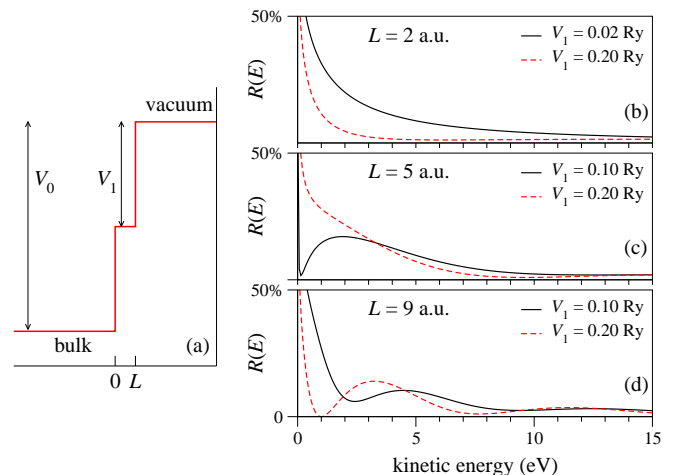 vacuum
V₀
V₁
bulk
(a)
0 L
50%
L = 2 a.u.
V₁ = 0.02 Ry
V₁ = 0.20 Ry
R(E)
(b)
50%
L = 5 a.u.
V₁ = 0.10 Ry
V₁ = 0.20 Ry
R(E)
(c)
50%
L = 9 a.u.
V₁ = 0.10 Ry
V₁ = 0.20 Ry
R(E)
(d)
0
0 5 10 15
kinetic energy (eV)